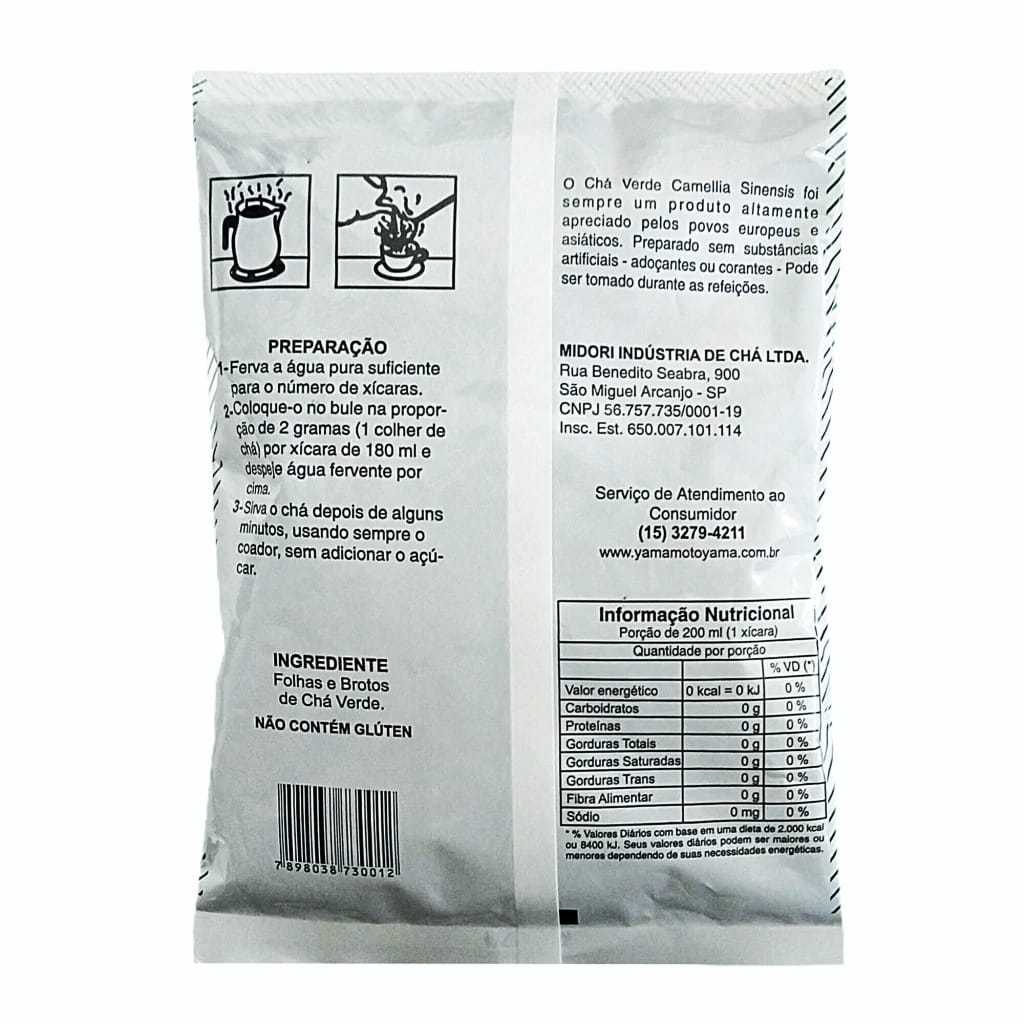 PREPARAÇÃO
1-Ferva a água pura suficiente
para o número de xícaras.
2-Coloque-o no bule na propor-
ção de 2 gramas (1 colher de
chá) por xícara de 180 ml e
despeje água fervente por
cima.
3-Sirva o chá depois de alguns
minutos, usando sempre o
coador, sem adicionar o açú-
car.
INGREDIENTE
Folhas e Brotos
de Chá Verde.
NÃO CONTÉM GLÚTEN
7 898038 730012
O Chá Verde Camellia Sinensis foi
sempre um produto altamente
apreciado pelos povos europeus e
asiáticos. Preparado sem substâncias
artificiais - adoçantes ou corantes - Pode
ser tomado durante as refeições.
MIDORI INDÚSTRIA DE CHÁ LTDA.
Rua Benedito Seabra, 900
São Miguel Arcanjo - SP
CNPJ 56.757.735/0001-19
Insc. Est. 650.007.101.114
Serviço de Atendimento ao
Consumidor
(15) 3279-4211
www.yamamotoyama.com.br
Informação Nutricional
Porção de 200 ml (1 xícara)
Quantidade por porção
% VD (*)
Valor energético 0 kcal = 0 kJ 0 %
Carboidratos 0 g 0 %
Proteínas 0 g 0 %
Gorduras Totais 0 g 0 %
Gorduras Saturadas 0 g 0 %
Gorduras Trans 0 g 0 %
Fibra Alimentar 0 g 0 %
Sódio 0 mg 0 %
* % Valores Diários com base em uma dieta de 2.000 kcal
ou 8400 kJ. Seus valores diários podem ser maiores ou
menores dependendo de suas necessidades energéticas.